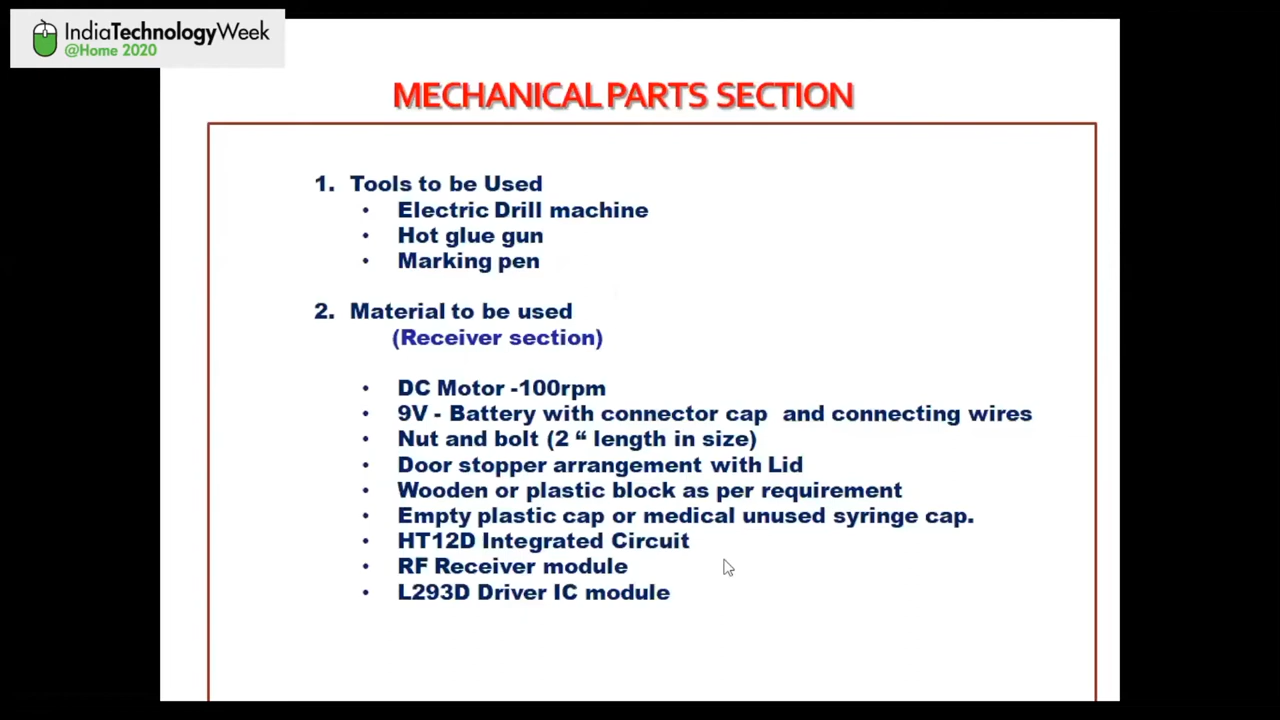 IndiaTechnologyWeek
@Home 2020
MECHANICAL PARTS SECTION
1. Tools to be Used
• Electric Drill machine
• Hot glue gun
• Marking pen
2. Material to be used
(Receiver section)
• DC Motor -100rpm
• 9V - Battery with connector cap and connecting wires
• Nut and bolt (2 “ length in size)
• Door stopper arrangement with Lid
• Wooden or plastic block as per requirement
• Empty plastic cap or medical unused syringe cap.
• HT12D Integrated Circuit
• RF Receiver module
• L293D Driver IC module